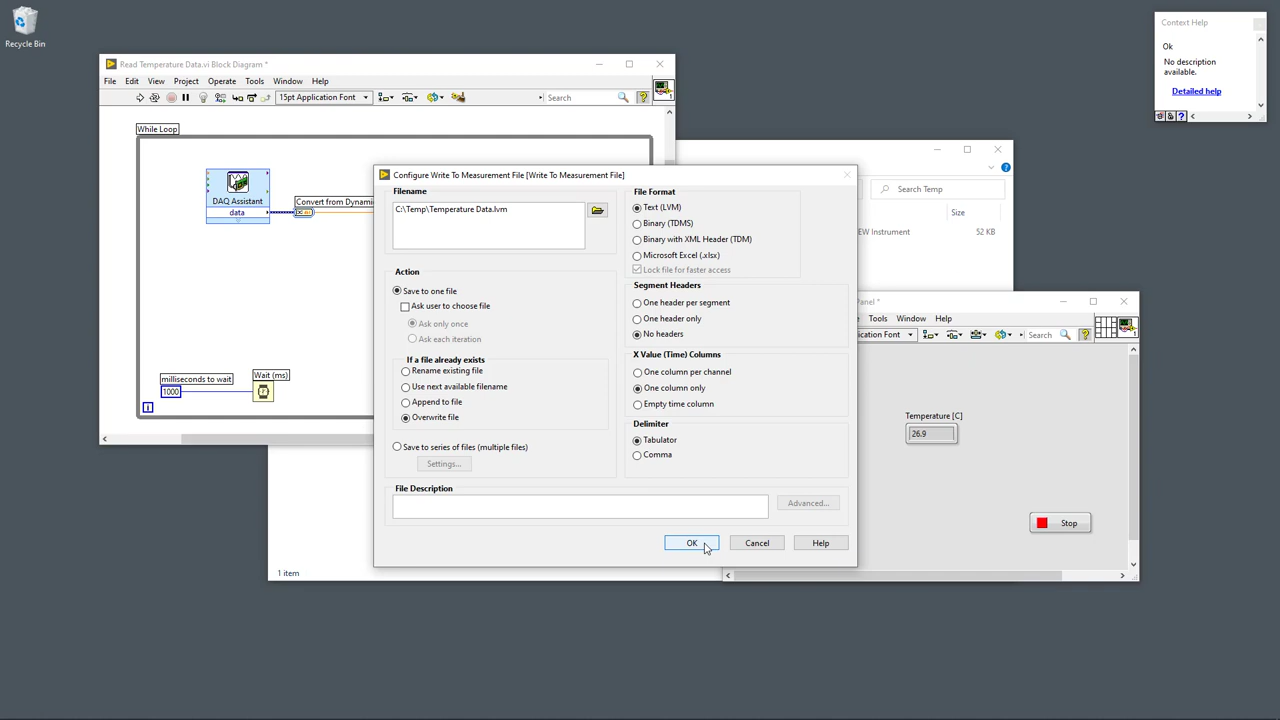 Recycle Bin
Read Temperature Data.vi Block Diagram *
File Edit View Project Operate Tools Window Help
15pt Application Font
Search
While Loop
DAQ Assistant
data
Convert from Dynamic
milliseconds to wait
1000
Wait (ms)
i
Configure Write To Measurement File [Write To Measurement File]
Filename
C:\Temp\Temperature Data.lvm
Action
Save to one file
Ask user to choose file
Ask only once
Ask each iteration
If a file already exists
Rename existing file
Use next available filename
Append to file
Overwrite file
Save to series of files (multiple files)
Settings...
File Description
Advanced...
OK
Cancel
Help
File Format
Text (LVM)
Binary (TDMS)
Binary with XML Header (TDM)
Microsoft Excel (.xlsx)
Lock file for faster access
Segment Headers
One header per segment
One header only
No headers
X Value (Time) Columns
One column per channel
One column only
Empty time column
Delimiter
Tabulator
Comma
Search Temp
Size
EW Instrument
52 KB
1 item
Panel *
Tools Window Help
ication Font
Search
Temperature [C]
26.9
Stop
Context Help
Ok
No description
available.
Detailed help